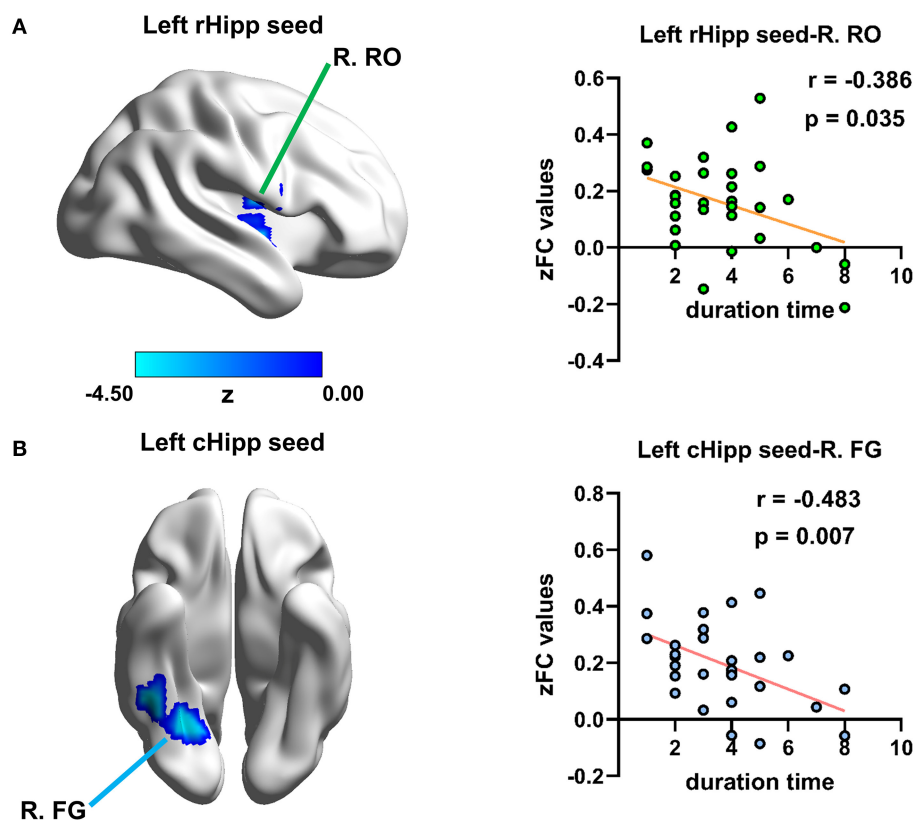 A
Left rHipp seed
R. RO
-4.50
z
0.00
Left rHipp seed-R. RO
r = -0.386
p = 0.035
zFC values
0.6
0.4
0.2
0.0
-0.2
-0.4
2
4
6
8
10
duration time
B
Left cHipp seed
R. FG
Left cHipp seed-R. FG
r = -0.483
p = 0.007
zFC values
0.8
0.6
0.4
0.2
0.0
-0.2
2
4
6
8
10
duration time